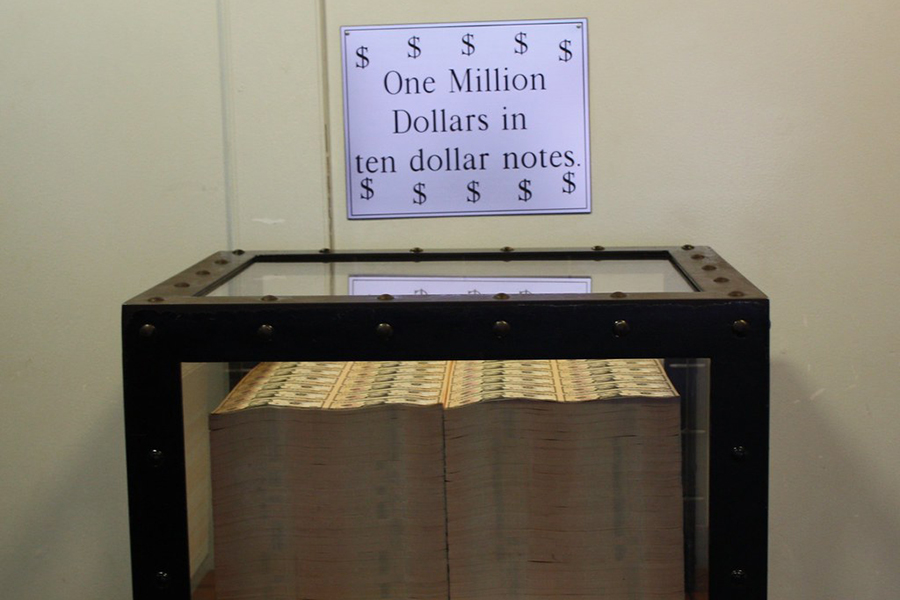 $ $ $ $ $
One Million
Dollars in
ten dollar notes.
$ $ $ $ $